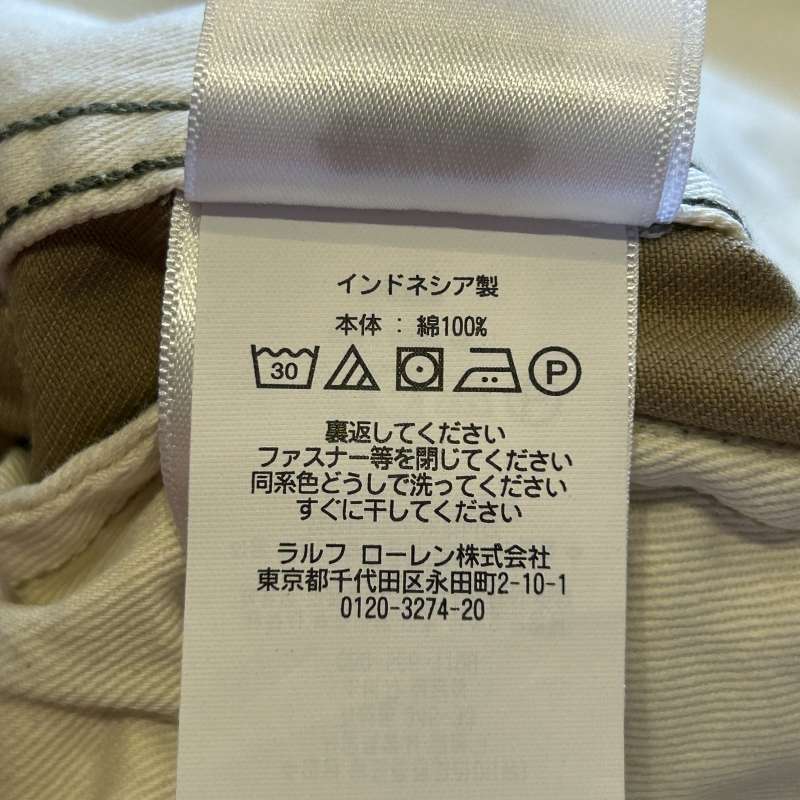 インドネシア製
本体 : 綿100%
30 P
裏返してください
ファスナー等を閉じてください
同系色どうしで洗ってください
すぐに干してください
ラルフ ローレン株式会社
東京都千代田区永田町2-10-1
0120-3274-20